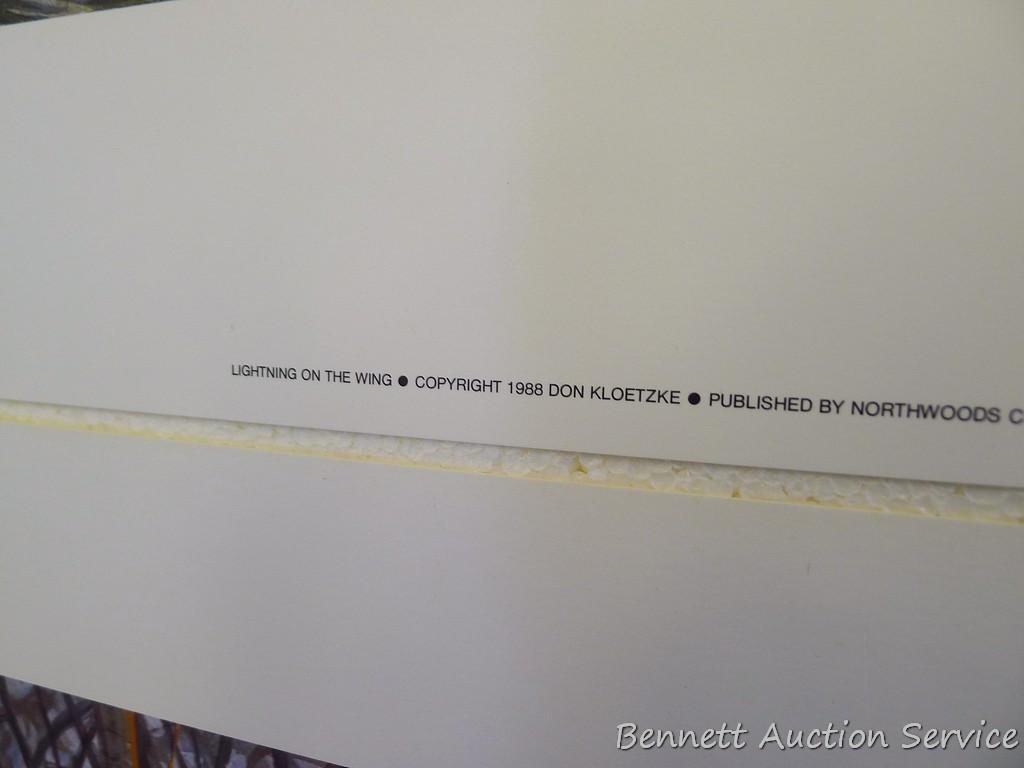 LIGHTNING ON THE WING ● COPYRIGHT 1988 DON KLOETZKE ● PUBLISHED BY NORTHWOODS C
Bennett Auction Service